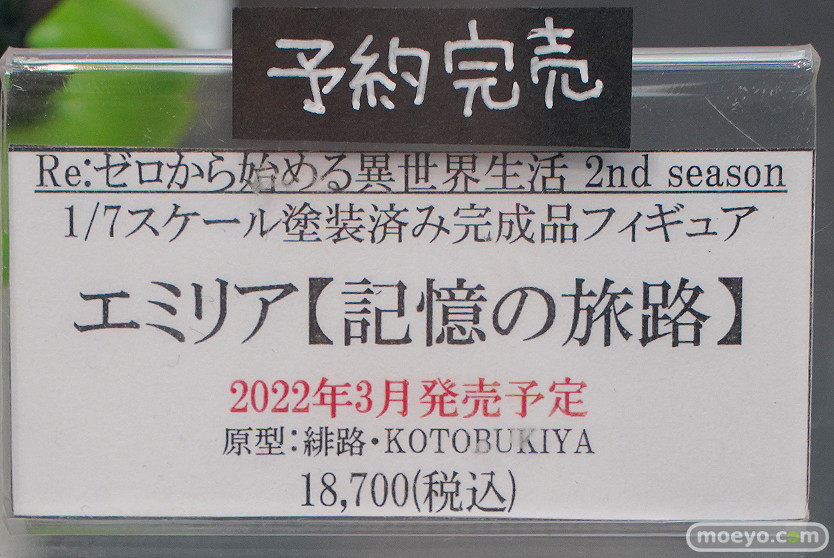 予約完売
Re:ゼロから始める異世界生活 2nd season
1/7スケール塗装済み完成品フィギュア
エミリア【記憶の旅路】
2022年3月発売予定
原型：緋路・KOTOBUKIYA
18,700(税込)
moeyo.com